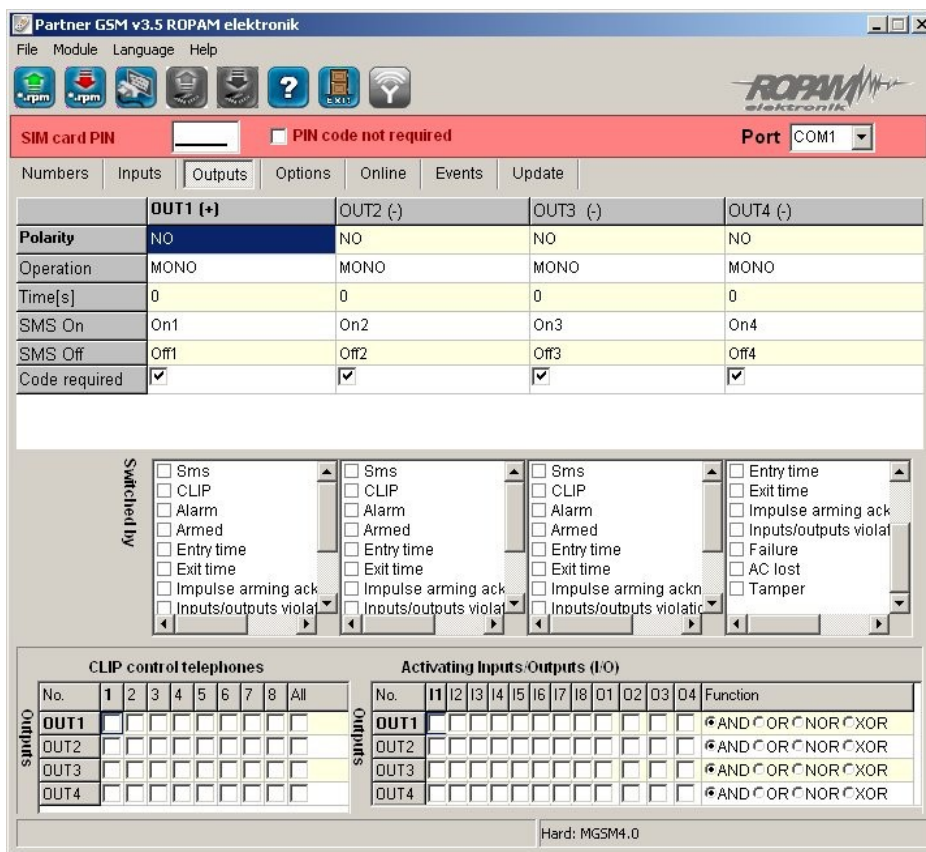 Partner GSM v3.5 ROPAM elektronik
File Module Language Help
*.rpm *.rpm ? EXIT ROPAM elektronik
SIM card PIN PIN code not required Port COM1
Numbers Inputs Outputs Options Online Events Update
OUT1 (+) OUT2 (-) OUT3 (-) OUT4 (-)
Polarity NO NO NO NO
Operation MONO MONO MONO MONO
Time[s] 0 0 0 0
SMS On On1 On2 On3 On4
SMS Off Off1 Off2 Off3 Off4
Code required
Switched by
Sms Sms Sms Entry time
CLIP CLIP CLIP Exit time
Alarm Alarm Alarm Impulse arming ack
Armed Armed Armed Inputs/outputs violat
Entry time Entry time Entry time Failure
Exit time Exit time Exit time AC lost
Impulse arming ack Impulse arming ack Impulse arming ackn Tamper
Inputs/outputs violat Inputs/outputs violat Inputs/outputs violatic
CLIP control telephones Activating Inputs/Outputs (I/O)
No. 1 2 3 4 5 6 7 8 All No. I1 I2 I3 I4 I5 I6 I7 I8 O1 O2 O3 O4 Function
Outputs Outputs
OUT1 OUT1 AND OR NOR XOR
OUT2 OUT2 AND OR NOR XOR
OUT3 OUT3 AND OR NOR XOR
OUT4 OUT4 AND OR NOR XOR
Hard: MGSM4.0